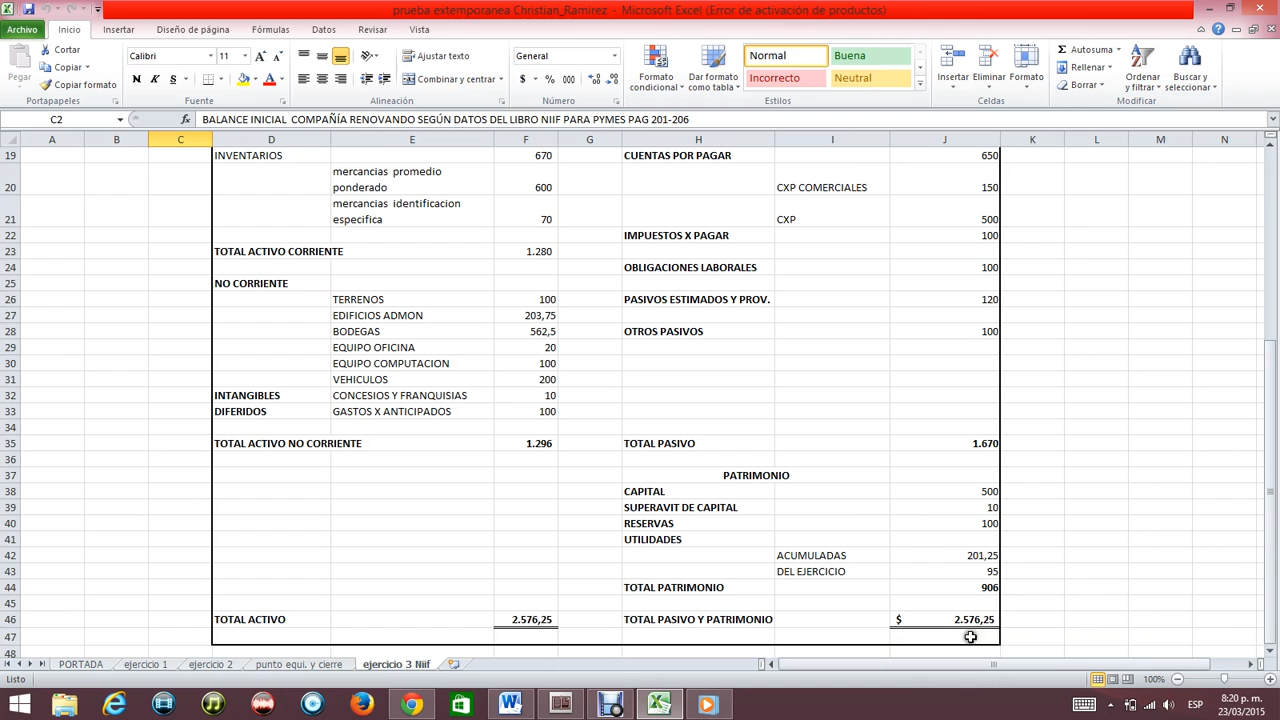 prueba extemporanea Christian_Ramirez - Microsoft Excel (Error de activación de productos)
Archivo Inicio Insertar Diseño de página Fórmulas Datos Revisar Vista
Pegar Cortar Calibri 11 Ajustar texto General Normal Buena Autosuma
Copiar N K S Combinar y centrar $ % 000 Formato condicional Dar formato como tabla Incorrecto Neutral Insertar Eliminar Formato Rellenar Ordenar y filtrar Buscar y seleccionar
Copiar formato Borrar
Portapapeles Fuente Alineación Número Estilos Celdas Modificar
C2 fx BALANCE INICIAL COMPAÑÍA RENOVANDO SEGÚN DATOS DEL LIBRO NIIF PARA PYMES PAG 201-206
A B C D E F G H I J K L M N
19 INVENTARIOS 670 CUENTAS POR PAGAR 650
20 mercancias promedio ponderado 600 CXP COMERCIALES 150
21 mercancias identificacion especifica 70 CXP 500
22 IMPUESTOS X PAGAR 100
23 TOTAL ACTIVO CORRIENTE 1.280
24 OBLIGACIONES LABORALES 100
25 NO CORRIENTE
26 TERRENOS 100 PASIVOS ESTIMADOS Y PROV. 120
27 EDIFICIOS ADMON 203,75
28 BODEGAS 562,5 OTROS PASIVOS 100
29 EQUIPO OFICINA 20
30 EQUIPO COMPUTACION 100
31 VEHICULOS 200
32 INTANGIBLES CONCESIOS Y FRANQUISIAS 10
33 DIFERIDOS GASTOS X ANTICIPADOS 100
34
35 TOTAL ACTIVO NO CORRIENTE 1.296 TOTAL PASIVO 1.670
36
37 PATRIMONIO
38 CAPITAL 500
39 SUPERAVIT DE CAPITAL 10
40 RESERVAS 100
41 UTILIDADES
42 ACUMULADAS 201,25
43 DEL EJERCICIO 95
44 TOTAL PATRIMONIO 906
45
46 TOTAL ACTIVO 2.576,25 TOTAL PASIVO Y PATRIMONIO $ 2.576,25
47
48
PORTADA ejercicio 1 ejercicio 2 punto equi. y cierre ejercicio 3 Niif
Listo 100%
ESP 8:20 p. m.
23/03/2015